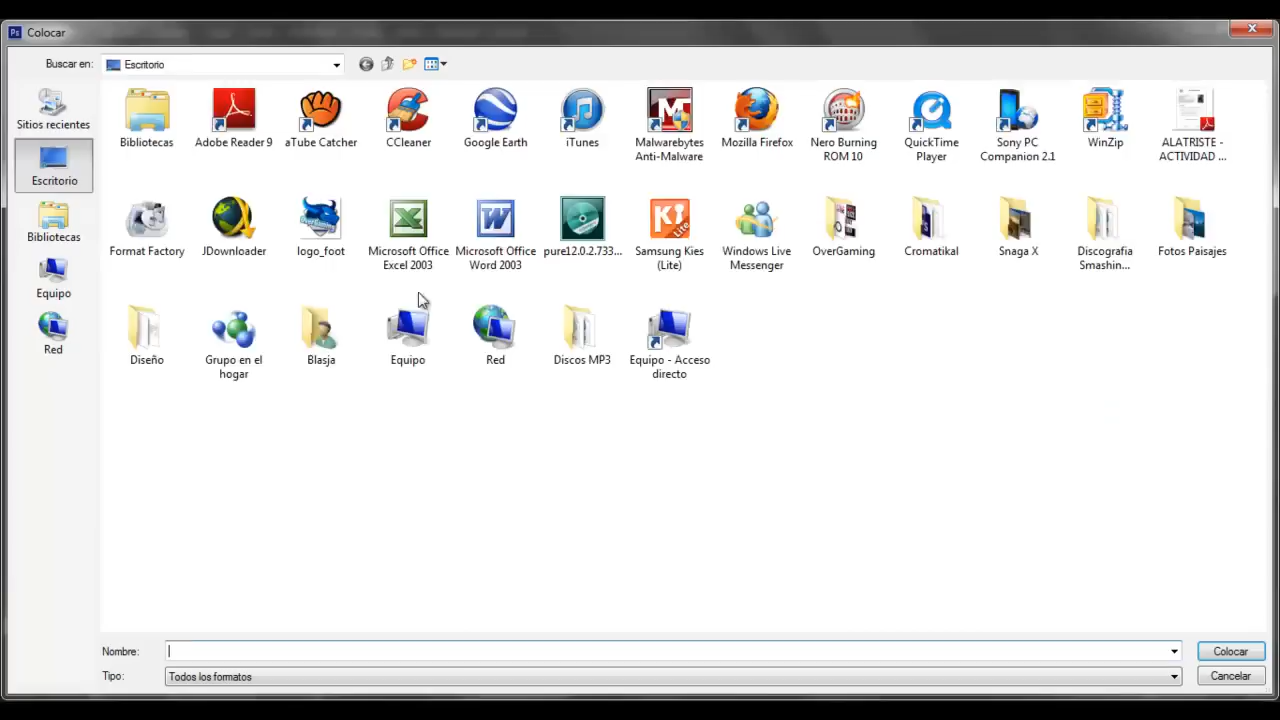 Ps Colocar
Buscar en: Escritorio
Sitios recientes
Escritorio
Bibliotecas
Equipo
Red
Bibliotecas Adobe Reader 9 aTube Catcher CCleaner Google Earth iTunes Malwarebytes Anti-Malware Mozilla Firefox Nero Burning ROM 10 QuickTime Player Sony PC Companion 2.1 WinZip ALATRISTE - ACTIVIDAD ...
Format Factory JDownloader logo_foot Microsoft Office Excel 2003 Microsoft Office Word 2003 pure12.0.2.733... Samsung Kies (Lite) Windows Live Messenger OverGaming Cromatikal Snaga X Discografia Smashin... Fotos Paisajes
Diseño Grupo en el hogar Blasja Equipo Red Discos MP3 Equipo - Acceso directo
Nombre: Colocar
Tipo: Todos los formatos Cancelar